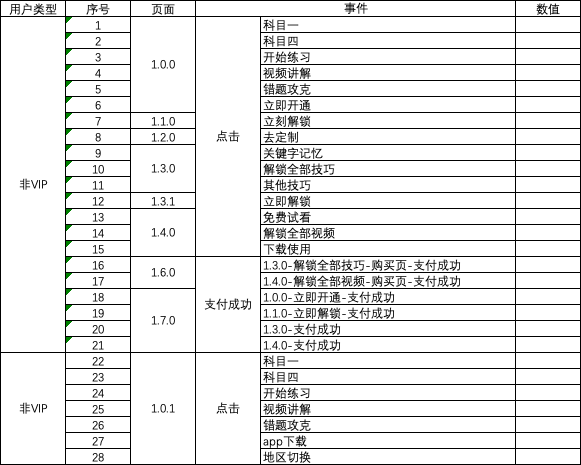 用户类型 序号 页面 事件 数值
1 科目一
2 科目四
3 开始练习
1.0.0
4 视频讲解
5 错题攻克
6 立即开通
7 1.1.0 立刻解锁
8 1.2.0 点击 去定制
9 关键字记忆
10 1.3.0 解锁全部技巧
非VIP 11 其他技巧
12 1.3.1 立即解锁
13 免费试看
14 1.4.0 解锁全部视频
15 下载使用
16 1.3.0-解锁全部技巧-购买页-支付成功
1.6.0
17 1.4.0-解锁全部视频-购买页-支付成功
18 1.0.0-立即开通-支付成功
支付成功
19 1.1.0-立即解锁-支付成功
1.7.0
20 1.3.0-支付成功
21 1.4.0-支付成功
22 科目一
23 科目四
24 开始练习
非VIP 25 1.0.1 点击 视频讲解
26 错题攻克
27 app下载
28 地区切换